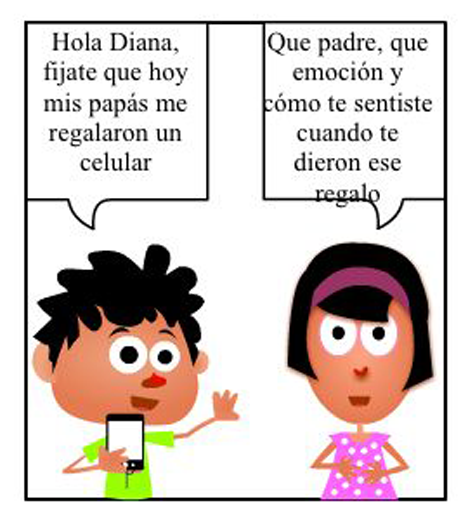 Hola Diana,
fijate que hoy
mis papás me
regalaron un
celular
Que padre, que
emoción y
cómo te sentiste
cuando te
dieron ese
regalo